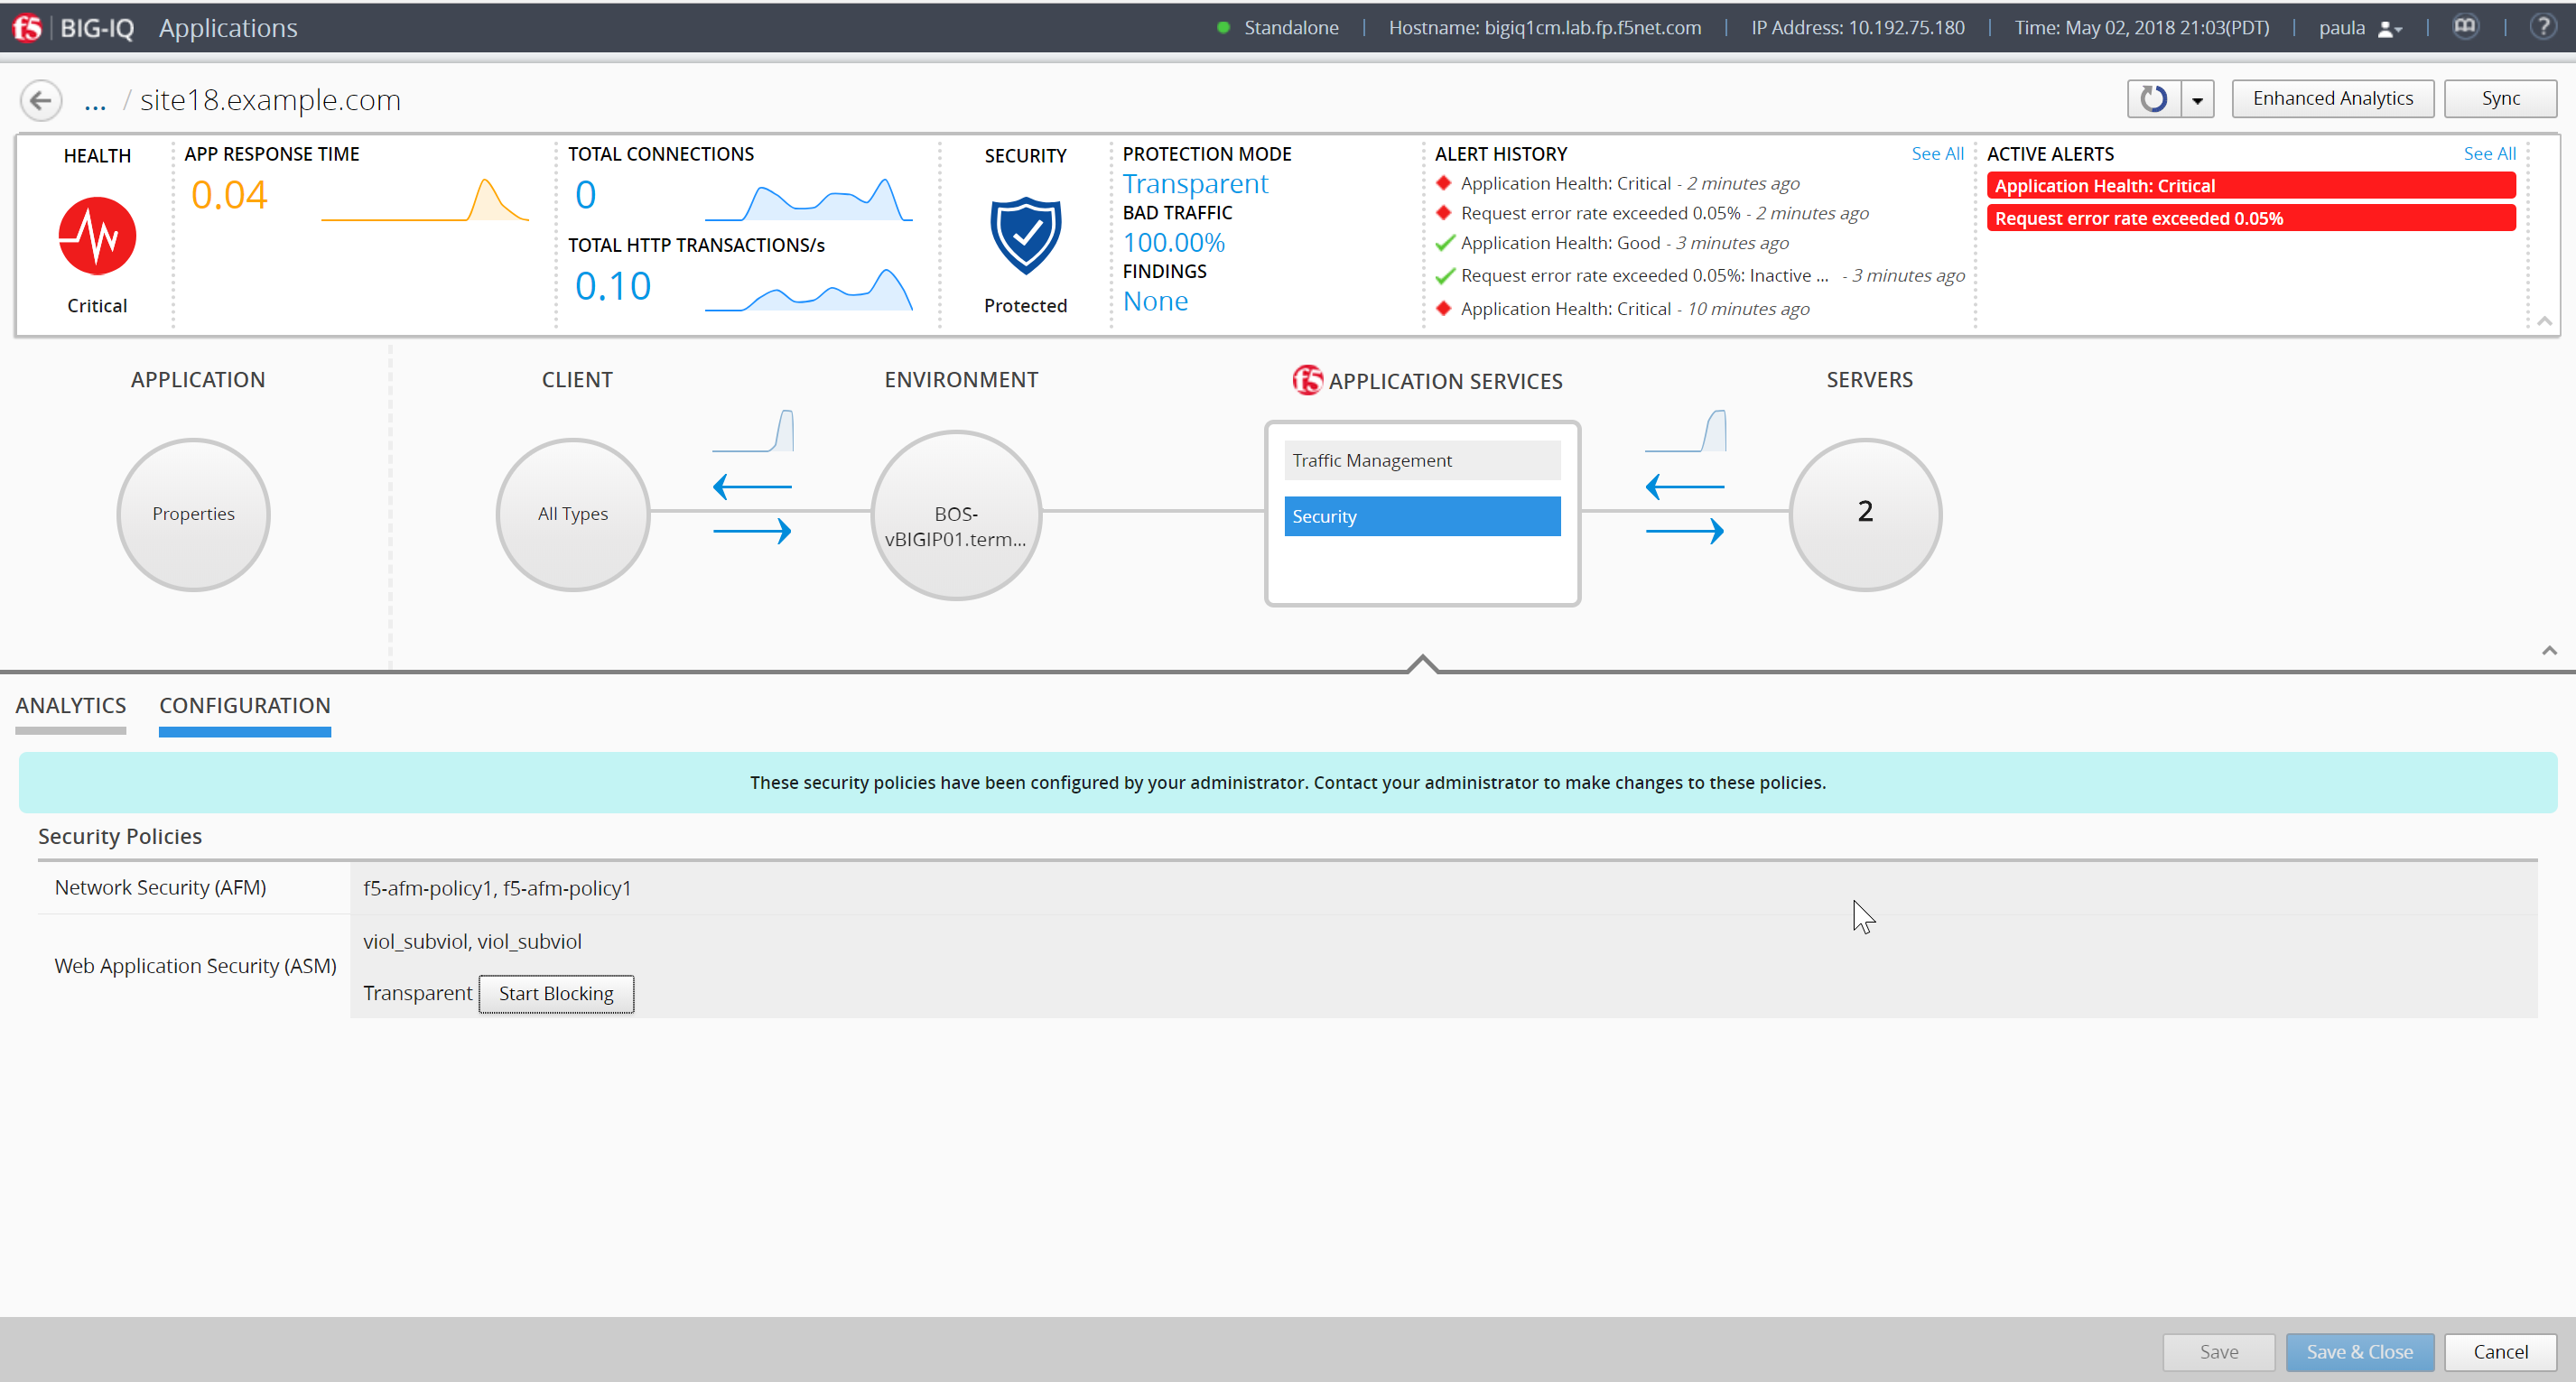 f5 BIG-IQ Applications Standalone | Hostname: bigiq1cm.lab.fp.f5net.com | IP Address: 10.192.75.180 | Time: May 02, 2018 21:03(PDT) | paula ?
... / site18.example.com Enhanced Analytics Sync
HEALTH
Critical
APP RESPONSE TIME
0.04
TOTAL CONNECTIONS
0
TOTAL HTTP TRANSACTIONS/s
0.10
SECURITY
Protected
PROTECTION MODE
Transparent
BAD TRAFFIC
100.00%
FINDINGS
None
ALERT HISTORY See All
Application Health: Critical - 2 minutes ago
Request error rate exceeded 0.05% - 2 minutes ago
Application Health: Good - 3 minutes ago
Request error rate exceeded 0.05%: Inactive ... - 3 minutes ago
Application Health: Critical - 10 minutes ago
ACTIVE ALERTS See All
Application Health: Critical
Request error rate exceeded 0.05%
APPLICATION
Properties
CLIENT
All Types
ENVIRONMENT
BOS-
vBIGIP01.term...
f5 APPLICATION SERVICES
Traffic Management
Security
SERVERS
2
ANALYTICS CONFIGURATION
These security policies have been configured by your administrator. Contact your administrator to make changes to these policies.
Security Policies
Network Security (AFM) f5-afm-policy1, f5-afm-policy1
Web Application Security (ASM)
viol_subviol, viol_subviol
Transparent Start Blocking
Save Save & Close Cancel